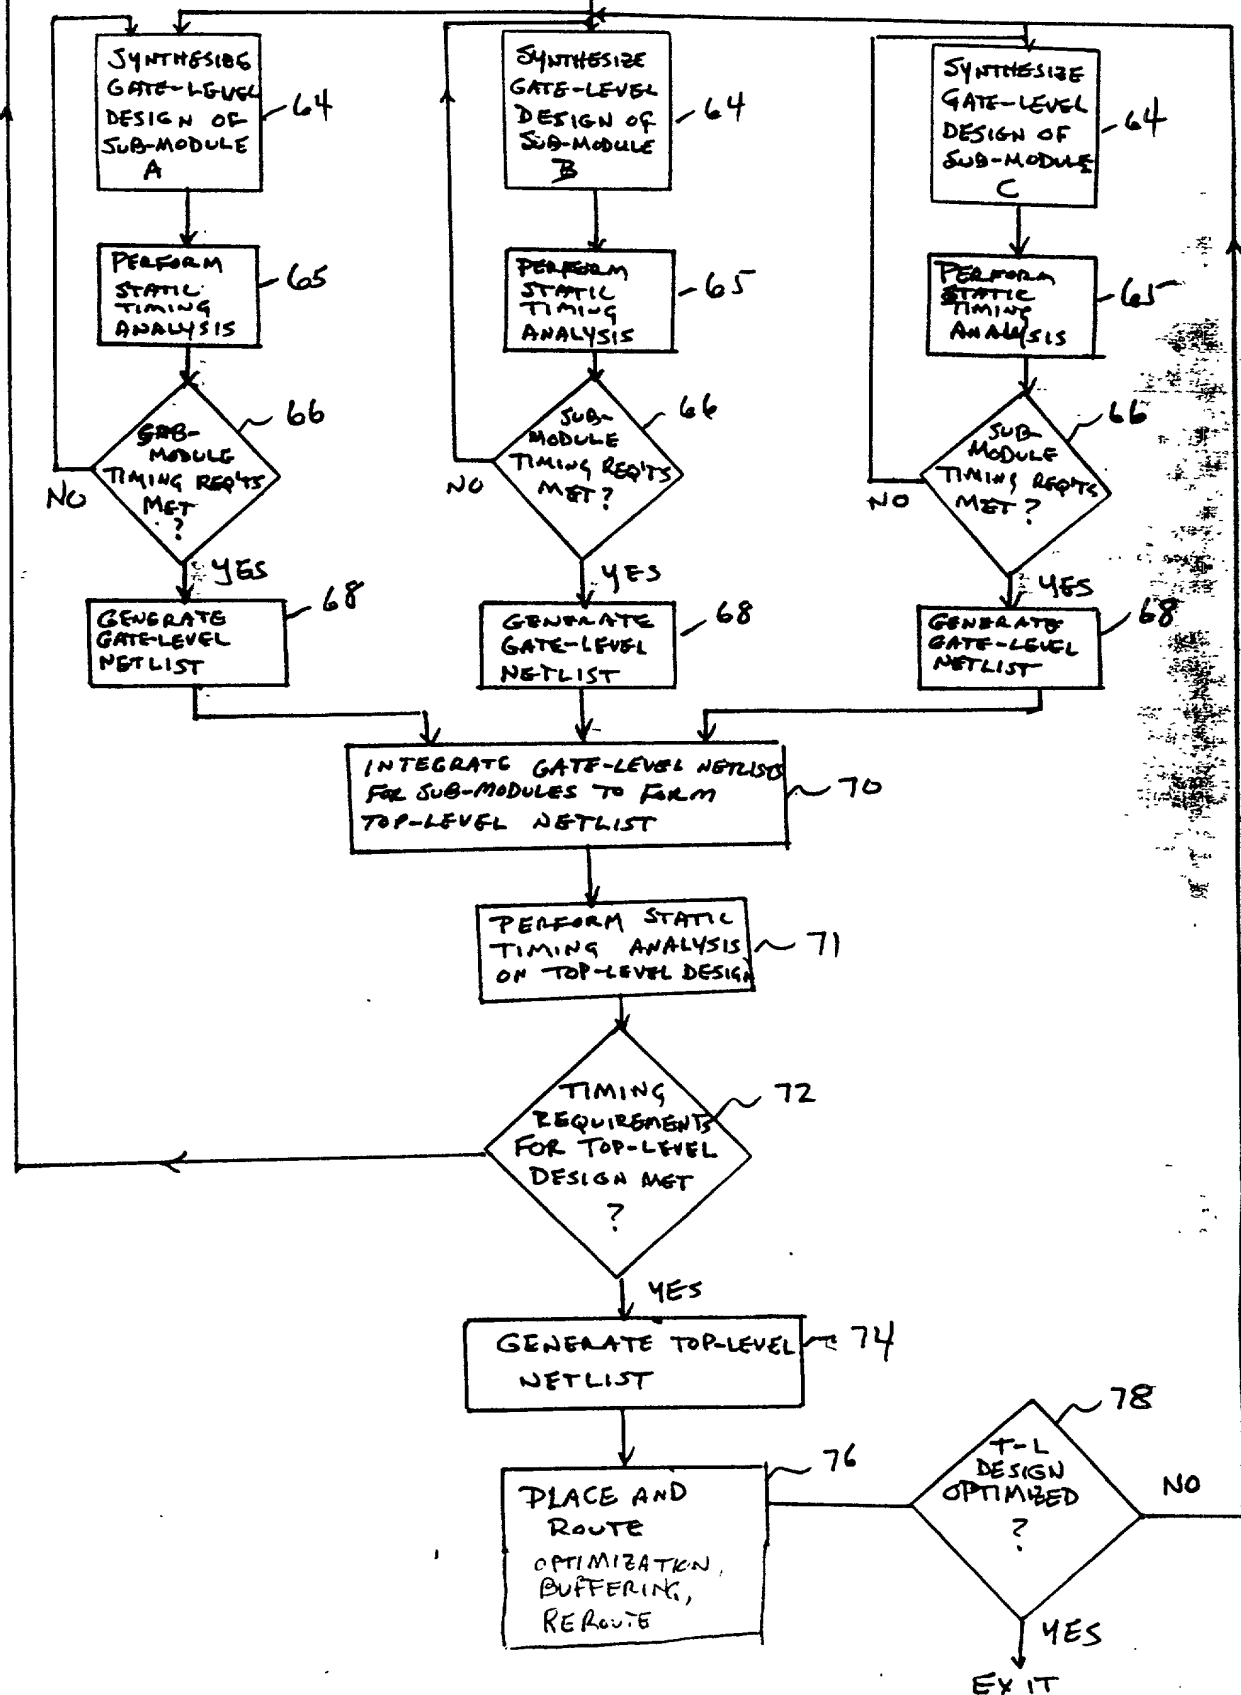 SYNTHESIZE
GATE-LEVEL
DESIGN OF
SUB-MODULE
A
64
SYNTHESIZE
GATE-LEVEL
DESIGN OF
SUB-MODULE
B
64
SYNTHESIZE
GATE-LEVEL
DESIGN OF
SUB-MODULE
C
64
PERFORM
STATIC
TIMING
ANALYSIS
65
PERFORM
STATIC
TIMING
ANALYSIS
65
PERFORM
STATIC
TIMING
ANALYSIS
65
SUB-
MODULE
TIMING REQ'TS
MET
?
66
NO
YES
SUB-
MODULE
TIMING REQ'TS
MET?
66
NO
YES
SUB-
MODULE
TIMING REQ'TS
MET?
66
NO
YES
GENERATE
GATE-LEVEL
NETLIST
68
GENERATE
GATE-LEVEL
NETLIST
68
GENERATE
GATE-LEVEL
NETLIST
68
INTEGRATE GATE-LEVEL NETLISTS
FOR SUB-MODULES TO FORM
TOP-LEVEL NETLIST
70
PERFORM STATIC
TIMING ANALYSIS
ON TOP-LEVEL DESIGN
71
TIMING
REQUIREMENTS
FOR TOP-LEVEL
DESIGN MET
?
72
YES
GENERATE TOP-LEVEL
NETLIST
74
PLACE AND
ROUTE
OPTIMIZATION,
BUFFERING,
REROUTE
76
T-L
DESIGN
OPTIMIZED
?
78
NO
YES
EXIT